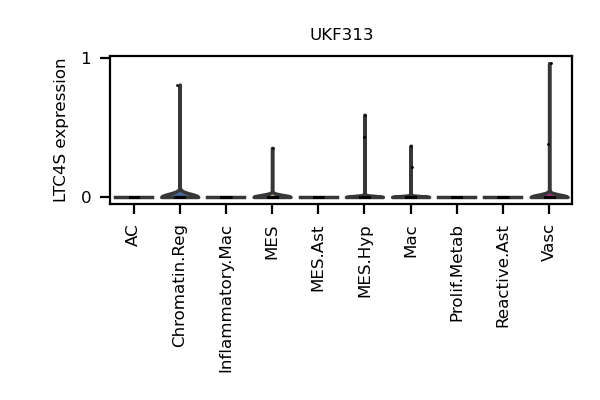 UKF313
LTC4S expression
1
0
AC
Chromatin.Reg
Inflammatory.Mac
MES
MES.Ast
MES.Hyp
Mac
Prolif.Metab
Reactive.Ast
Vasc